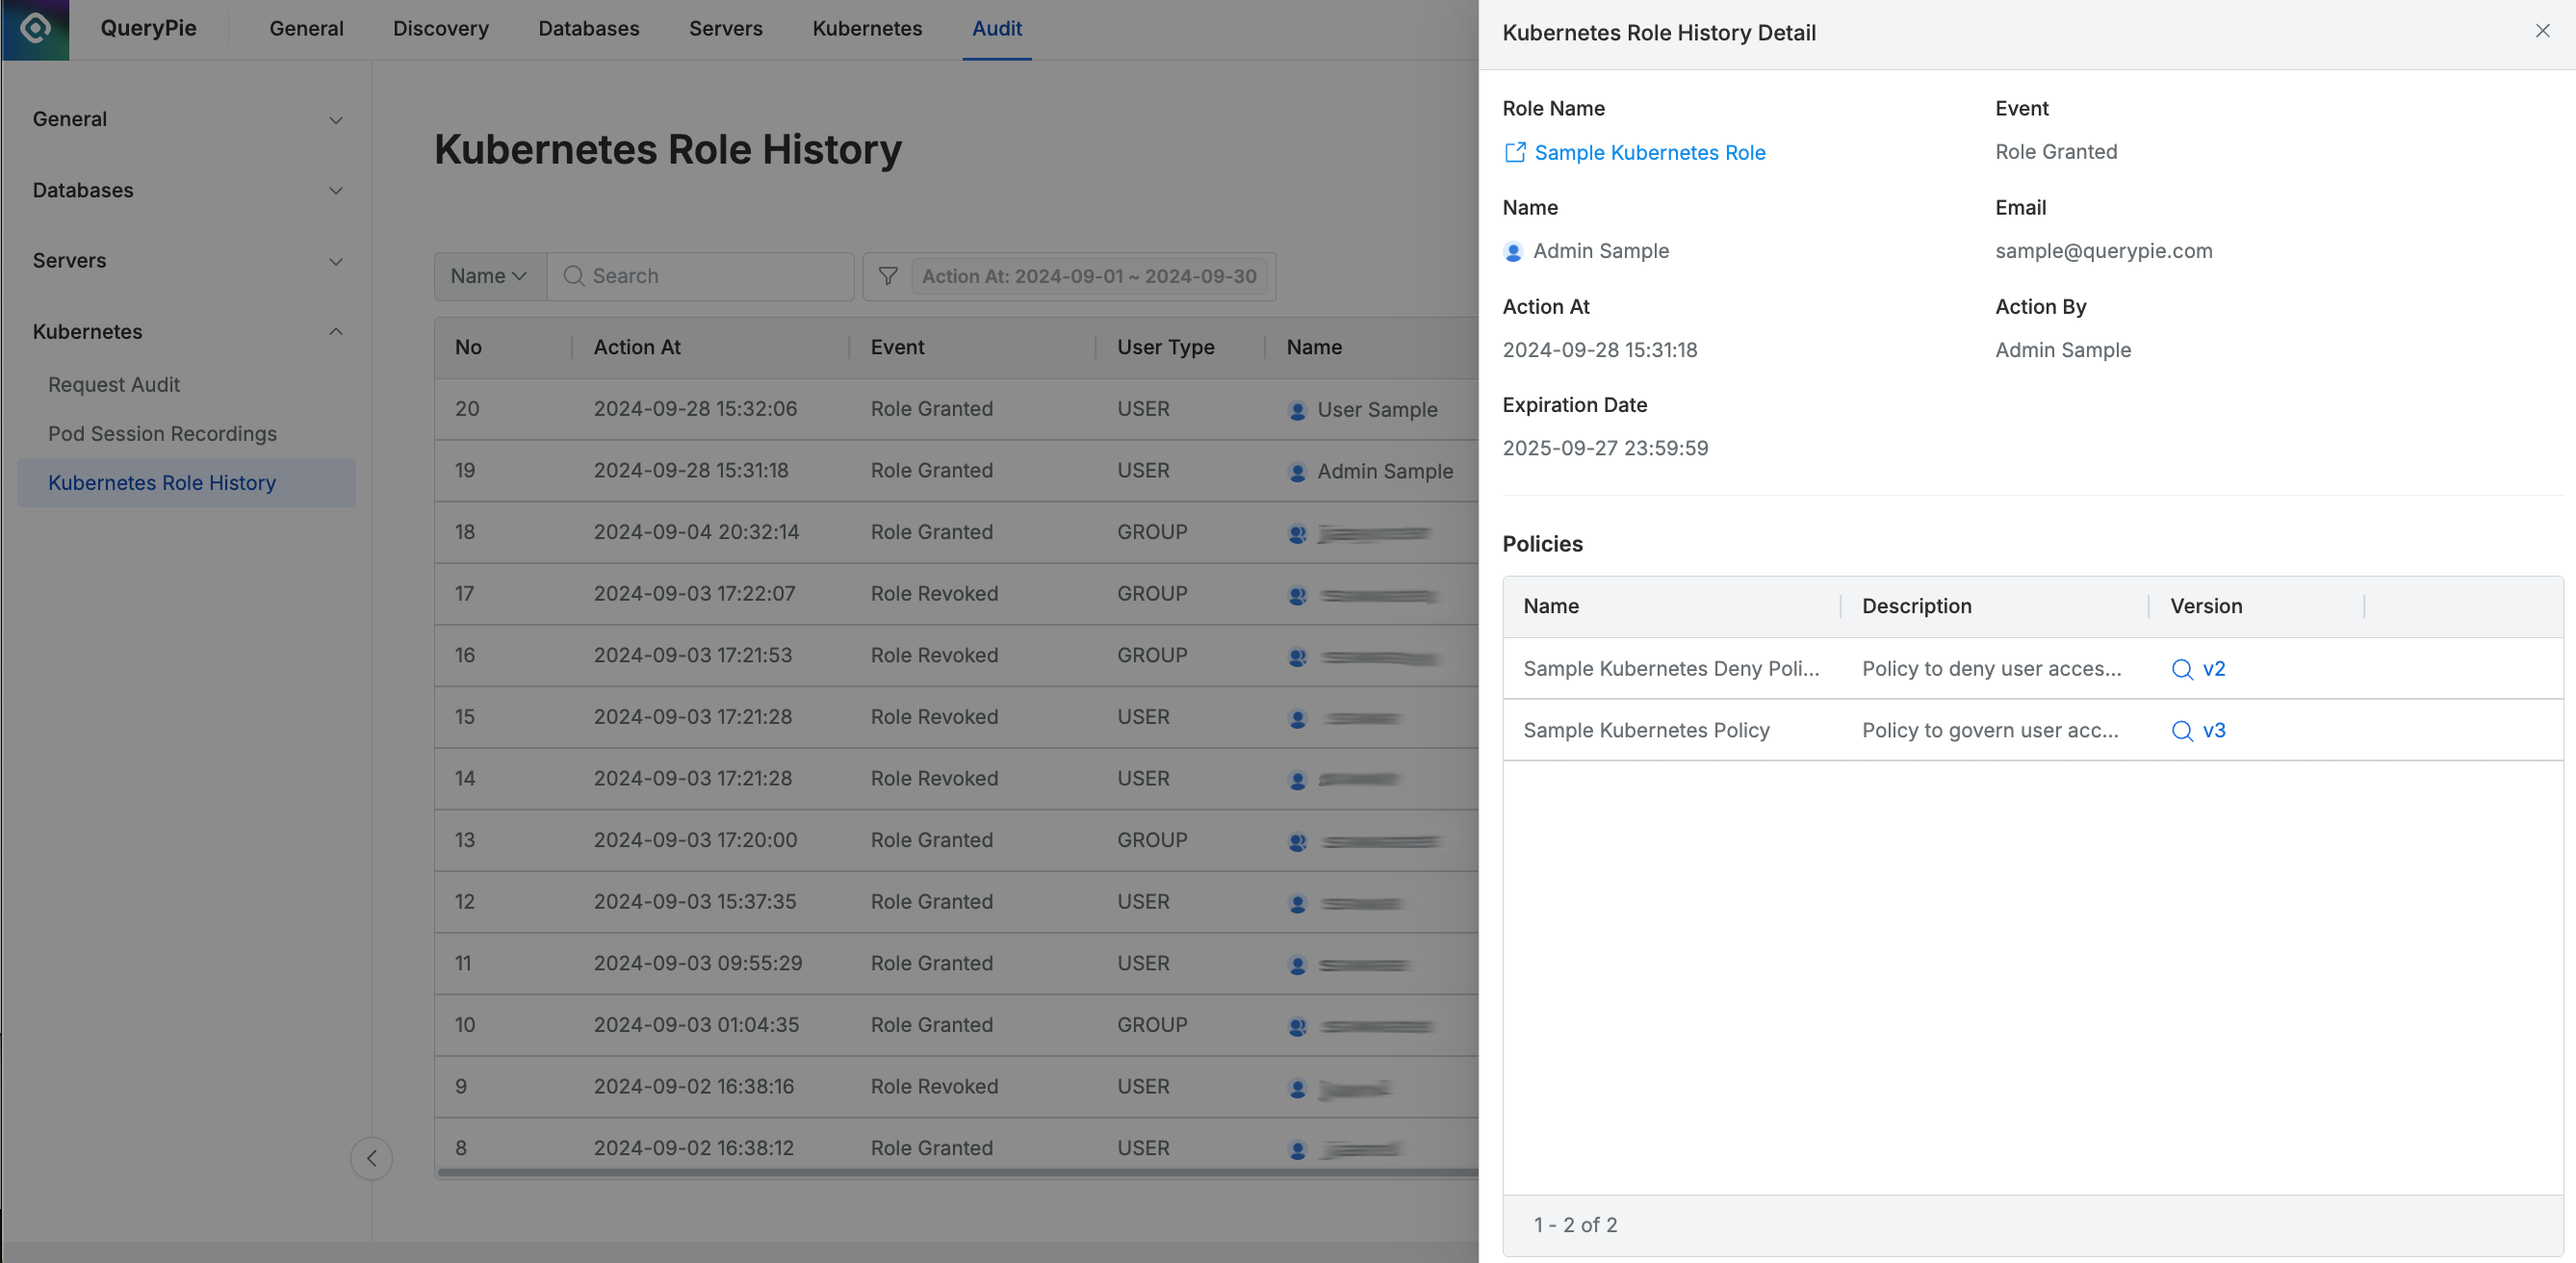 QueryPie General Discovery Databases Servers Kubernetes Audit
General
Databases
Servers
Kubernetes
Request Audit
Pod Session Recordings
Kubernetes Role History
Kubernetes Role History
Name Search Action At: 2024-09-01 ~ 2024-09-30
No Action At Event User Type Name
20 2024-09-28 15:32:06 Role Granted USER User Sample
19 2024-09-28 15:31:18 Role Granted USER Admin Sample
18 2024-09-04 20:32:14 Role Granted GROUP
17 2024-09-03 17:22:07 Role Revoked GROUP
16 2024-09-03 17:21:53 Role Revoked GROUP
15 2024-09-03 17:21:28 Role Revoked USER
14 2024-09-03 17:21:28 Role Revoked USER
13 2024-09-03 17:20:00 Role Granted GROUP
12 2024-09-03 15:37:35 Role Granted USER
11 2024-09-03 09:55:29 Role Granted USER
10 2024-09-03 01:04:35 Role Granted GROUP
9 2024-09-02 16:38:16 Role Revoked USER
8 2024-09-02 16:38:12 Role Granted USER
Kubernetes Role History Detail
Role Name Event
Sample Kubernetes Role Role Granted
Name Email
Admin Sample sample@querypie.com
Action At Action By
2024-09-28 15:31:18 Admin Sample
Expiration Date
2025-09-27 23:59:59
Policies
Name Description Version
Sample Kubernetes Deny Poli... Policy to deny user acces... v2
Sample Kubernetes Policy Policy to govern user acc... v3
1 - 2 of 2